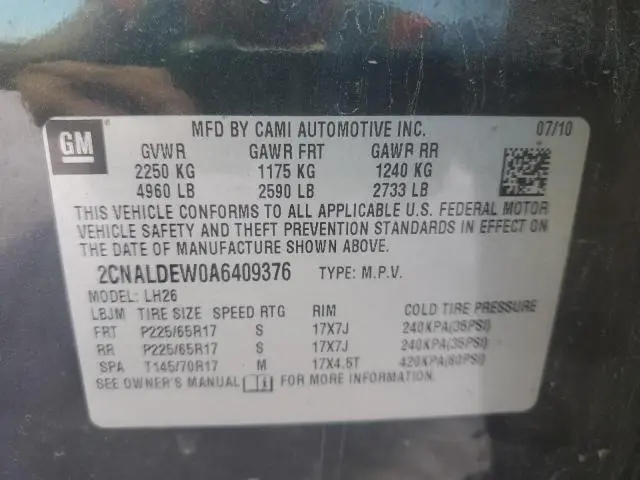 GM
MFD BY CAMI AUTOMOTIVE INC. 07/10
GVWR GAWR FRT GAWR RR
2250 KG 1175 KG 1240 KG
4960 LB 2590 LB 2733 LB
THIS VEHICLE CONFORMS TO ALL APPLICABLE U.S. FEDERAL MOTOR
VEHICLE SAFETY AND THEFT PREVENTION STANDARDS IN EFFECT ON
THE DATE OF MANUFACTURE SHOWN ABOVE.
2CNALDEW0A6409376 TYPE: M.P.V.
MODEL: LH26
LBJM TIRE SIZE SPEED RTG RIM COLD TIRE PRESSURE
FRT P225/65R17 S 17X7J 240KPA(35PSI)
RR P225/65R17 S 17X7J 240KPA(35PSI)
SPA T145/70R17 M 17X4.5T 420KPA(60PSI)
SEE OWNER'S MANUAL FOR MORE INFORMATION.